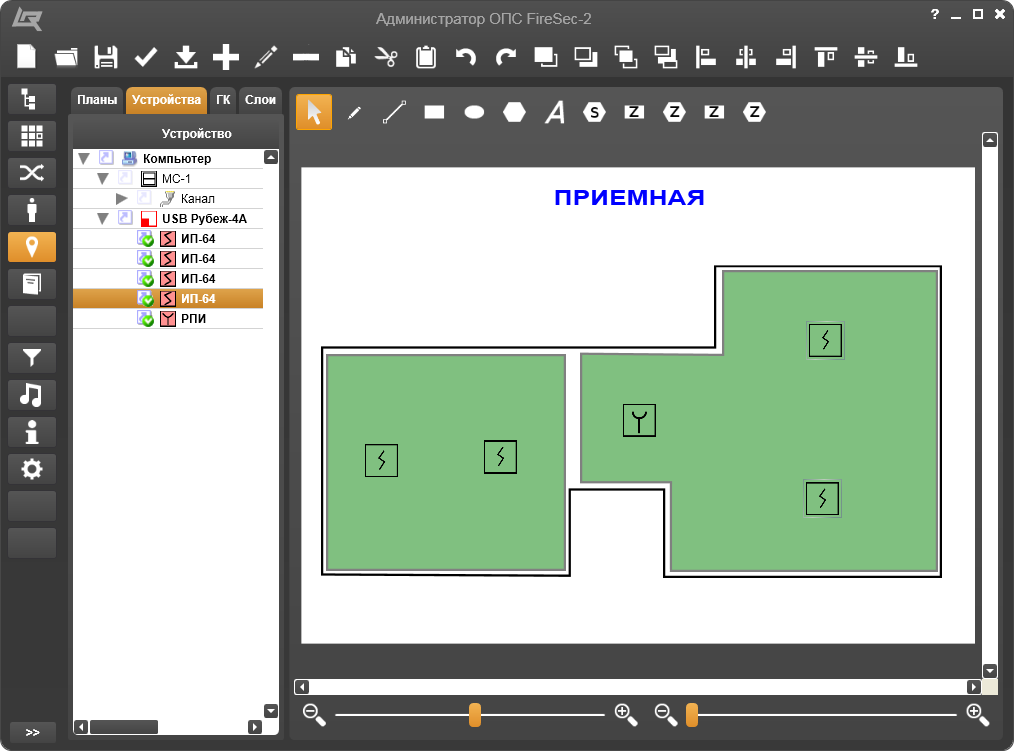 Администратор ОПС FireSec-2
?
Планы Устройства ГК Слои
Устройство
Компьютер
МС-1
Канал
USB Рубеж-4А
ИП-64
ИП-64
ИП-64
ИП-64
РПИ
A S Z Z Z Z
ПРИЕМНАЯ
>>